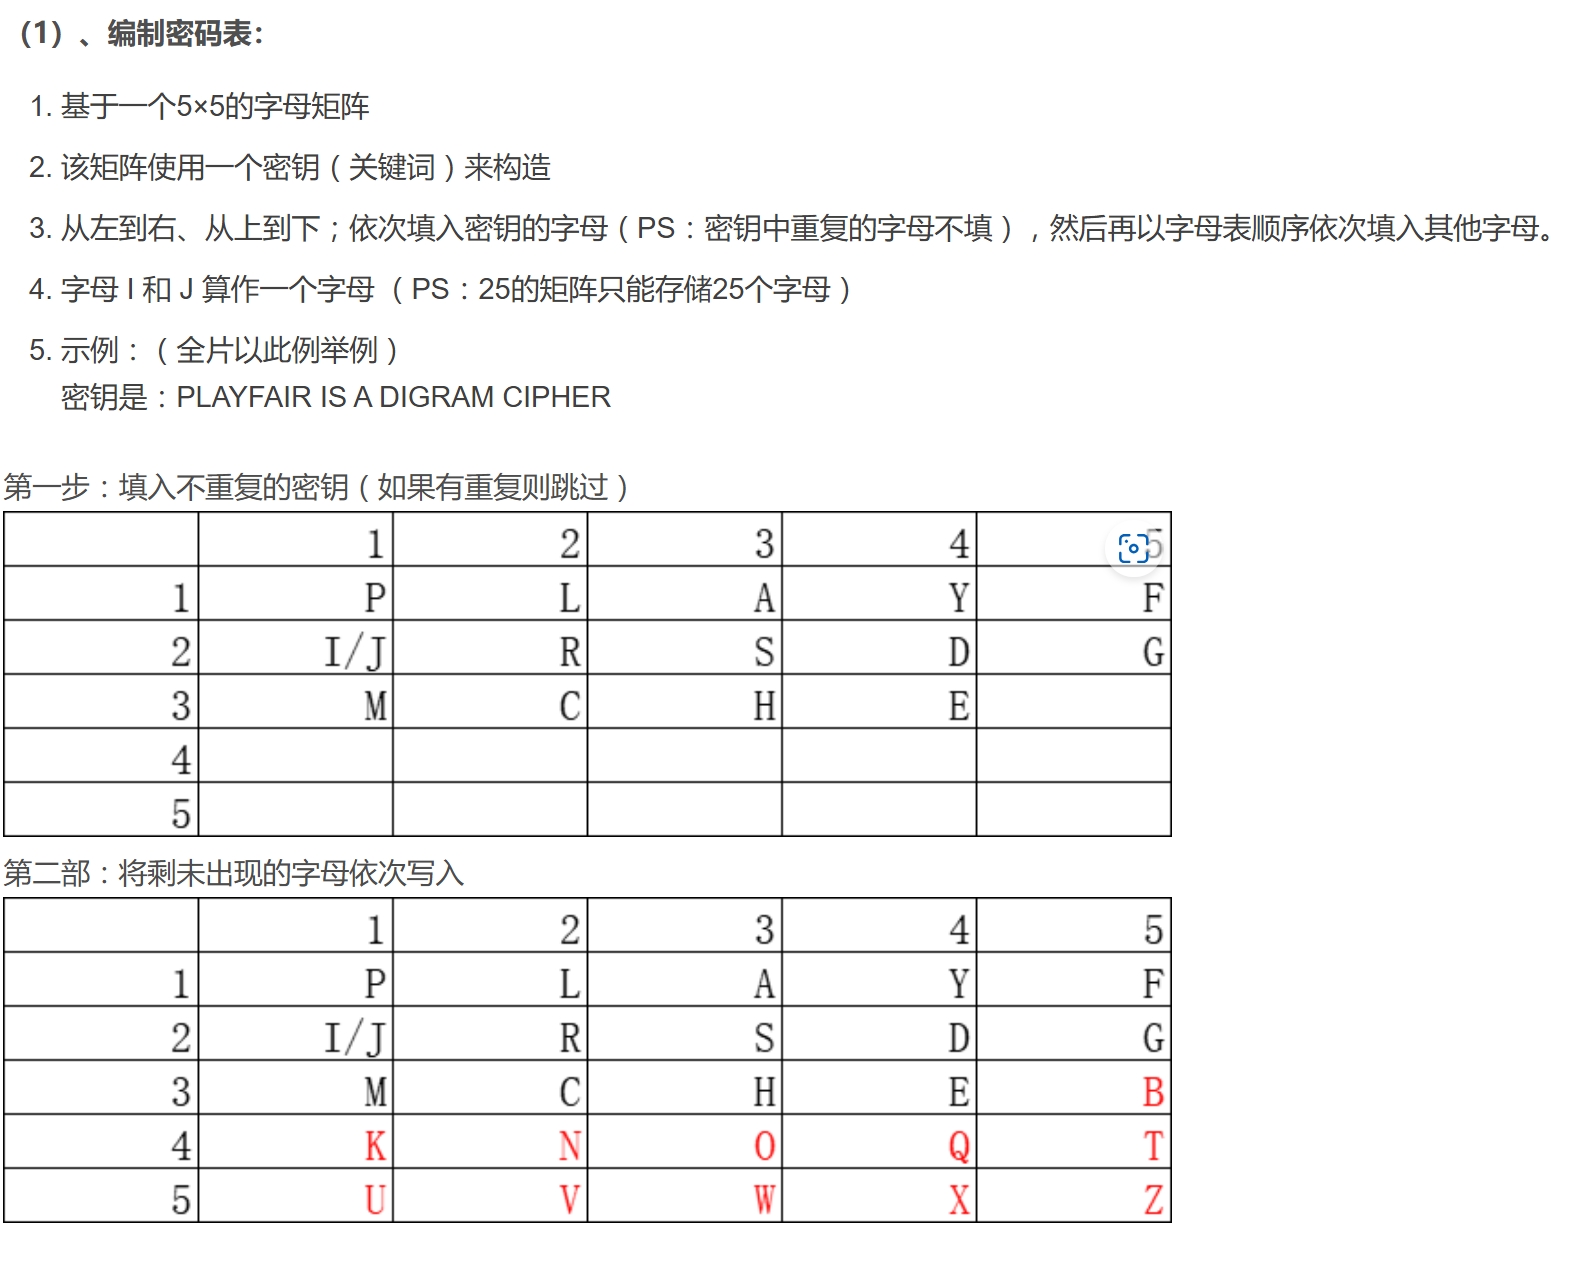 （1）、编制密码表：
1. 基于一个5×5的字母矩阵
2. 该矩阵使用一个密钥（关键词）来构造
3. 从左到右、从上到下；依次填入密钥的字母（PS：密钥中重复的字母不填），然后再以字母表顺序依次填入其他字母。
4. 字母 I 和 J 算作一个字母 （PS：25的矩阵只能存储25个字母）
5. 示例：（全片以此例举例）
密钥是：PLAYFAIR IS A DIGRAM CIPHER
第一步：填入不重复的密钥（如果有重复则跳过）
1 2 3 4 5
1 P L A Y F
2 I/J R S D G
3 M C H E
4
5
第二部：将剩未出现的字母依次写入
1 2 3 4 5
1 P L A Y F
2 I/J R S D G
3 M C H E B
4 K N O Q T
5 U V W X Z